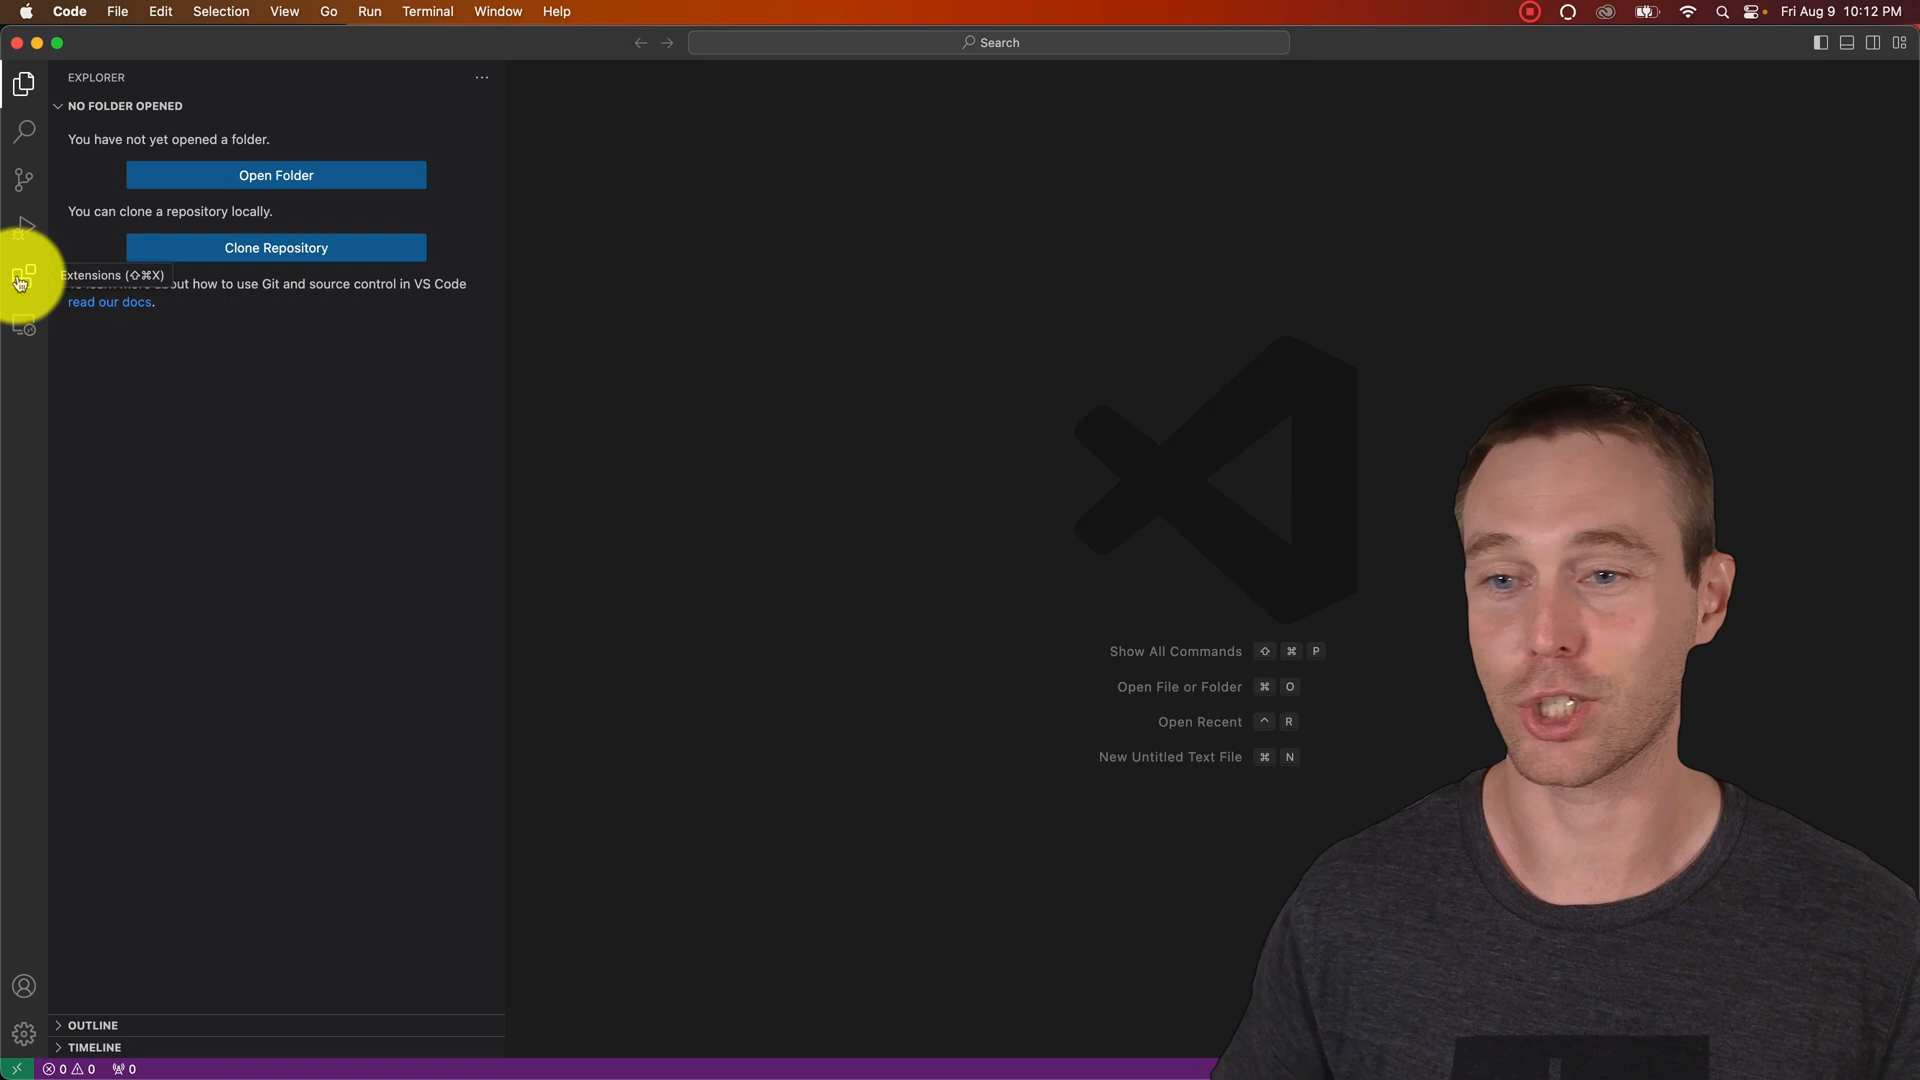 Code File Edit Selection View Go Run Terminal Window Help
Fri Aug 9 10:12 PM
Search
EXPLORER
NO FOLDER OPENED
You have not yet opened a folder.
Open Folder
You can clone a repository locally.
Clone Repository
Extensions (⇧⌘X)
about how to use Git and source control in VS Code
read our docs.
Show All Commands ⇧ ⌘ P
Open File or Folder ⌘ O
Open Recent ^ R
New Untitled Text File ⌘ N
OUTLINE
TIMELINE
0 0 0